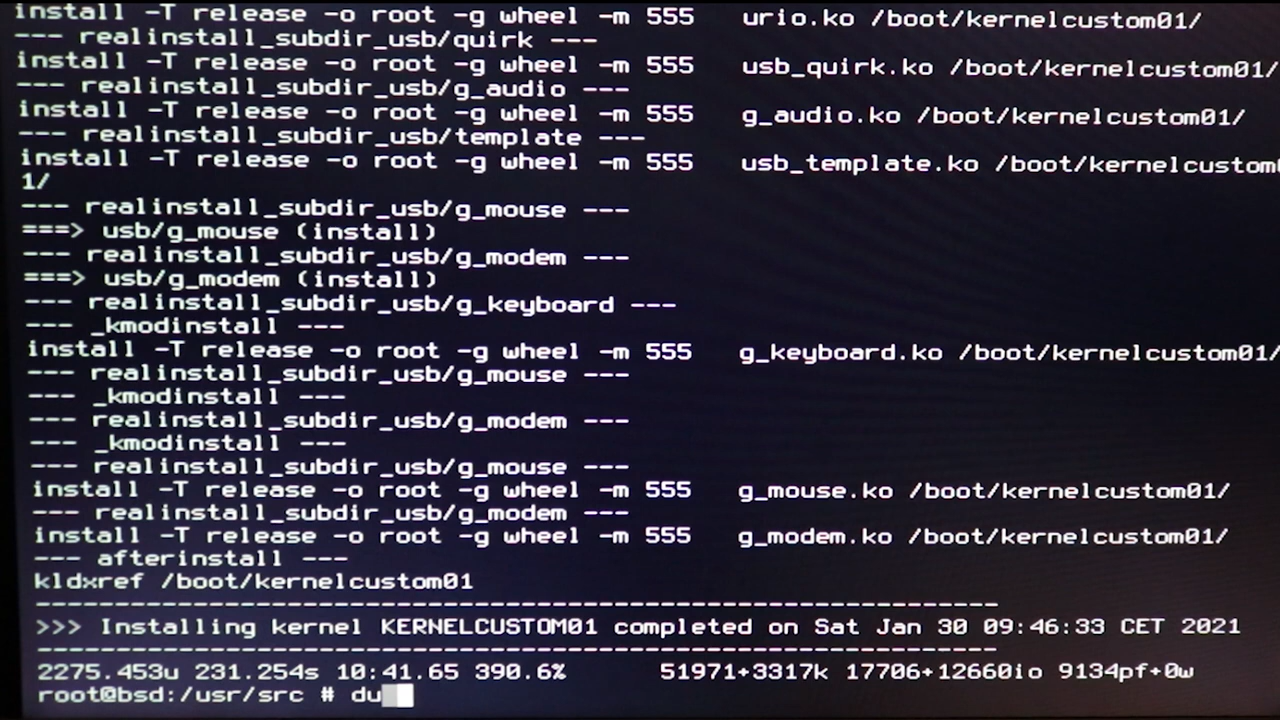 install -T release -o root -g wheel -m 555   urio.ko /boot/kernelcustom01/
--- realinstall_subdir_usb/quirk ---
install -T release -o root -g wheel -m 555   usb_quirk.ko /boot/kernelcustom01/
--- realinstall_subdir_usb/g_audio ---
install -T release -o root -g wheel -m 555   g_audio.ko /boot/kernelcustom01/
--- realinstall_subdir_usb/template ---
install -T release -o root -g wheel -m 555   usb_template.ko /boot/kernelcustom0
1/
--- realinstall_subdir_usb/g_mouse ---
===> usb/g_mouse (install)
--- realinstall_subdir_usb/g_modem ---
===> usb/g_modem (install)
--- realinstall_subdir_usb/g_keyboard ---
--- _kmodinstall ---
install -T release -o root -g wheel -m 555   g_keyboard.ko /boot/kernelcustom01/
--- realinstall_subdir_usb/g_mouse ---
--- _kmodinstall ---
--- realinstall_subdir_usb/g_modem ---
--- _kmodinstall ---
--- realinstall_subdir_usb/g_mouse ---
install -T release -o root -g wheel -m 555   g_mouse.ko /boot/kernelcustom01/
--- realinstall_subdir_usb/g_modem ---
install -T release -o root -g wheel -m 555   g_modem.ko /boot/kernelcustom01/
--- afterinstall ---
kldxref /boot/kernelcustom01
--------------------------------------------------------------
>>> Installing kernel KERNELCUSTOM01 completed on Sat Jan 30 09:46:33 CET 2021
--------------------------------------------------------------
2275.453u 231.254s 10:41.65 390.6%      51971+3317k 17706+12660io 9134pf+0w
root@bsd:/usr/src # du